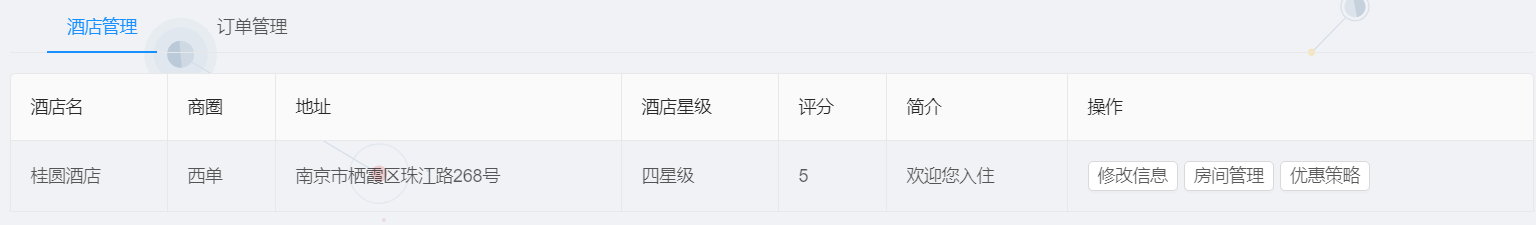 酒店管理 订单管理
酒店名 商圈 地址 酒店星级 评分 简介 操作
桂圆酒店 西单 南京市栖霞区珠江路268号 四星级 5 欢迎您入住 修改信息 房间管理 优惠策略